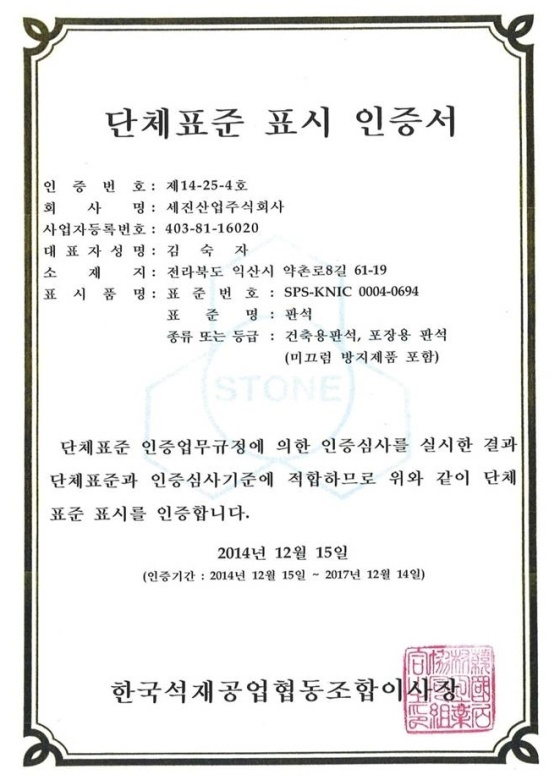 단체표준 표시 인증서
인 증 번 호 : 제14-25-4호
회 사 명 : 세진산업주식회사
사업자등록번호 : 403-81-16020
대 표 자 성 명 : 김 숙 자
소 재 지 : 전라북도 익산시 약촌로8길 61-19
표 시 품 명 : 표 준 번 호 : SPS-KNIC 0004-0694
표 준 명 : 판석
종류 또는 등급 : 건축용판석, 포장용 판석
(미끄럼 방지제품 포함)
STONE
단체표준 인증업무규정에 의한 인증심사를 실시한 결과
단체표준과 인증심사기준에 적합하므로 위와 같이 단체
표준 표시를 인증합니다.
2014년 12월 15일
(인증기간 : 2014년 12월 15일 ~ 2017년 12월 14일)
한국석재공업협동조합이사장